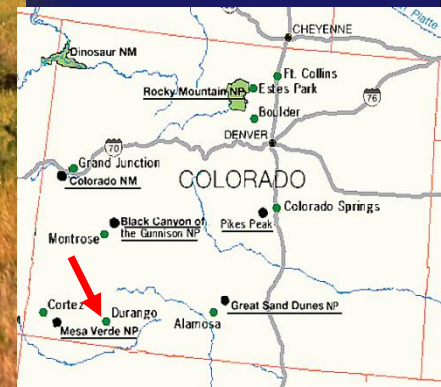 Platte
CHEYENNE
Dinosaur NM
Ft. Collins
Rocky Mountain NP
Estes Park
76
Boulder
70
DENVER
Grand Junction
Colorado NM
COLORADO
Black Canyon of
the Gunnison NP
Pikes Peak
Colorado Springs
Montrose
Cortez
Durango
Mesa Verde NP
Alamosa
Great Sand Dunes NP